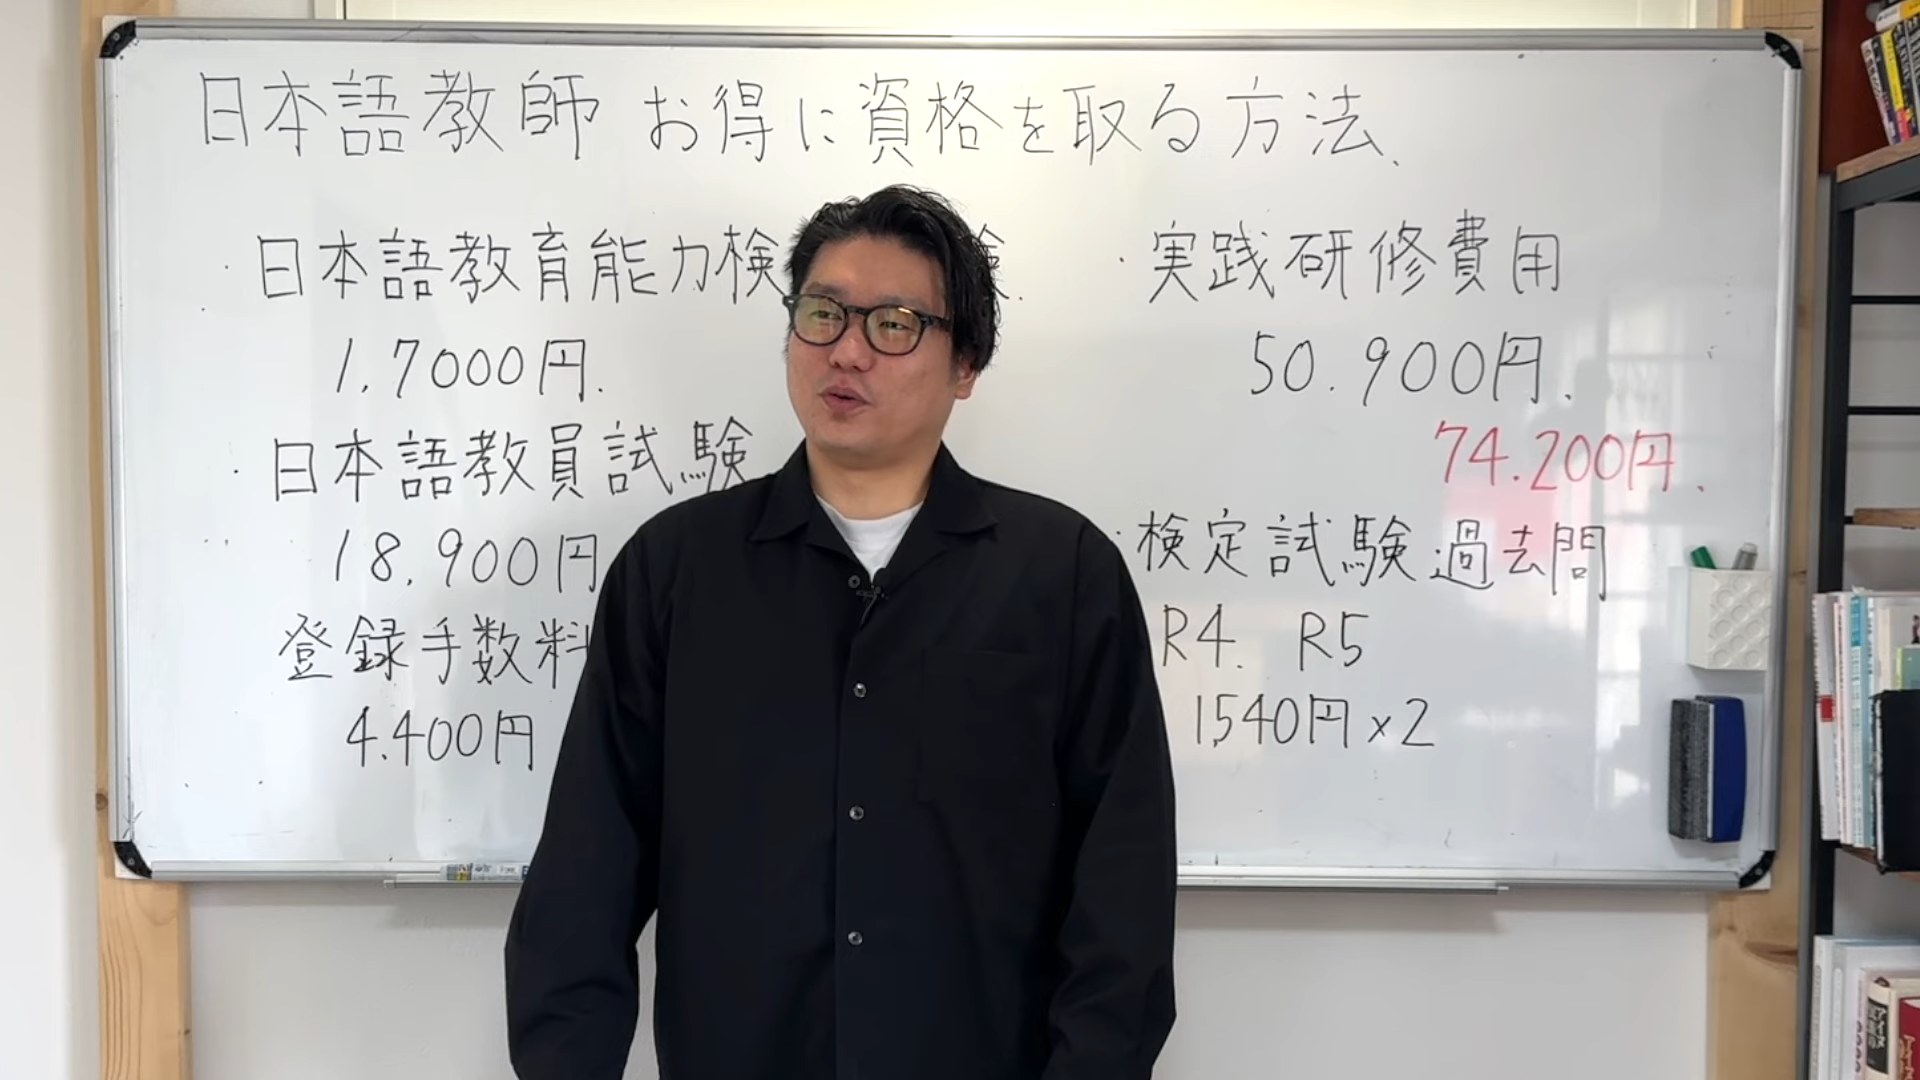 日本語教師 お得に資格を取る方法、
・日本語教育能力検 験.
1,7000円.
・日本語教員試験
18,900円
登録手数料
4.400円
・実践研修費用
50.900円.
74.200円、
・検定試験過去問
R4. R5
1,540円×2